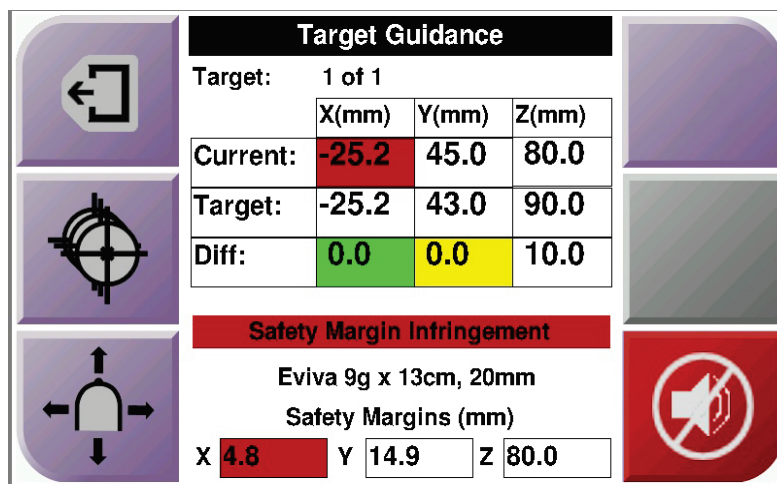 Target Guidance
Target: 1 of 1
X(mm) Y(mm) Z(mm)
Current: -25.2 45.0 80.0
Target: -25.2 43.0 90.0
Diff: 0.0 0.0 10.0
Safety Margin Infringement
Eviva 9g x 13cm, 20mm
Safety Margins (mm)
X 4.8 Y 14.9 Z 80.0